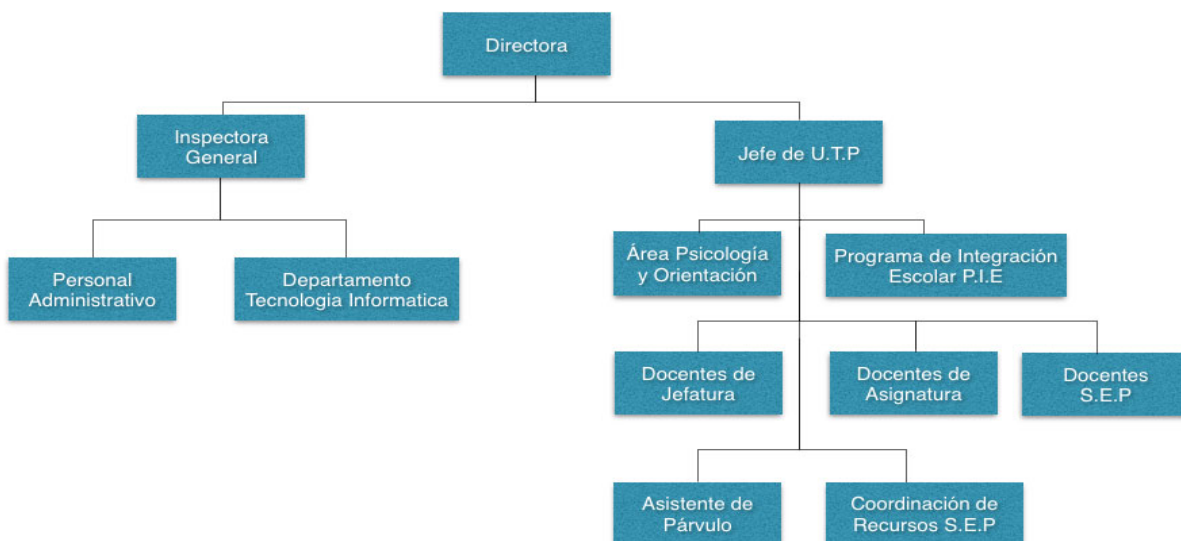 Directora
Inspectora
General
Jefe de U.T.P
Personal
Administrativo
Departamento
Tecnologia Informatica
Área Psicología
y Orientación
Programa de Integración
Escolar P.I.E
Docentes de
Jefatura
Docentes de
Asignatura
Docentes
S.E.P
Asistente de
Párvulo
Coordinación de
Recursos S.E.P